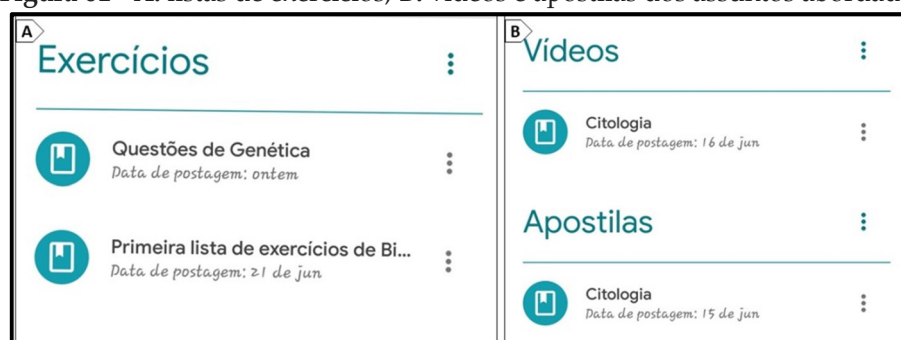 A
Exercícios
Questões de Genética
Data de postagem: ontem
Primeira lista de exercícios de Bi...
Data de postagem: 21 de jun
B
Vídeos
Citologia
Data de postagem: 16 de jun
Apostilas
Citologia
Data de postagem: 15 de jun